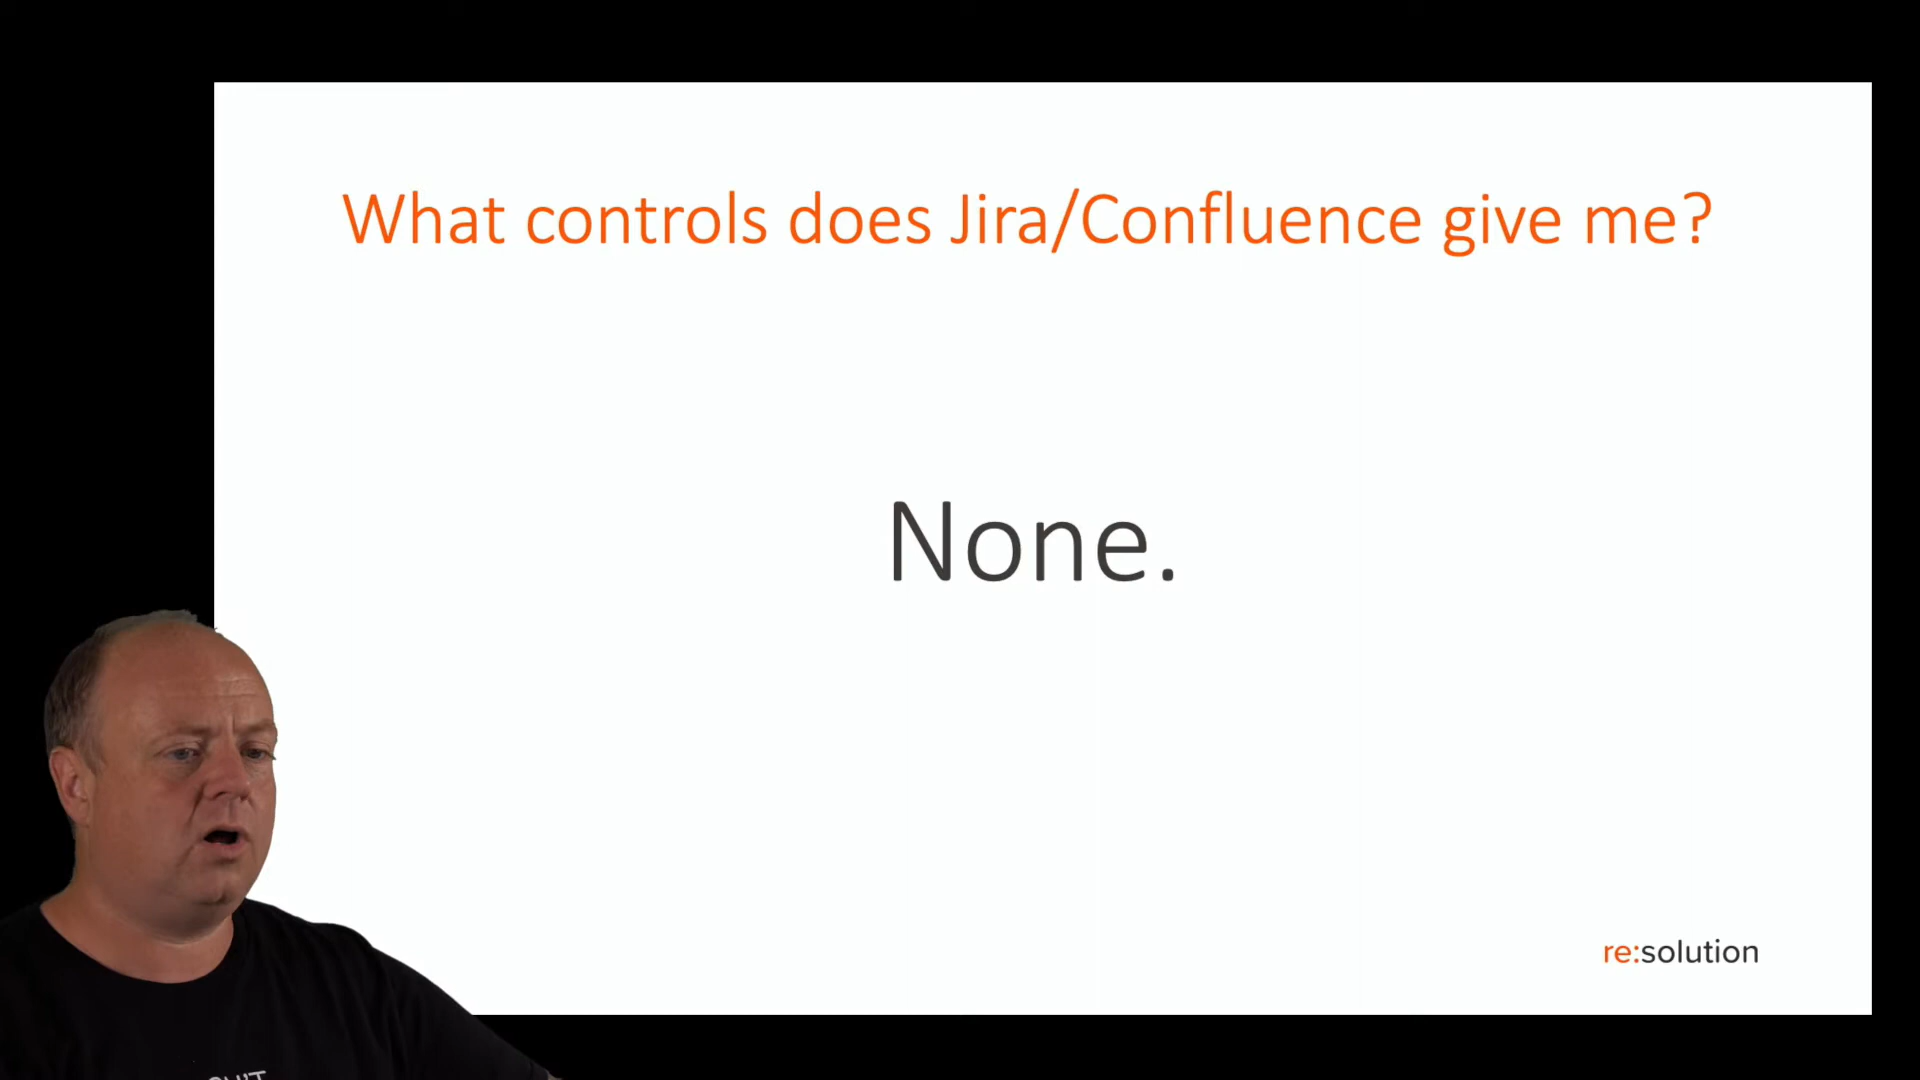 What controls does Jira/Confluence give me?
None.
re:solution